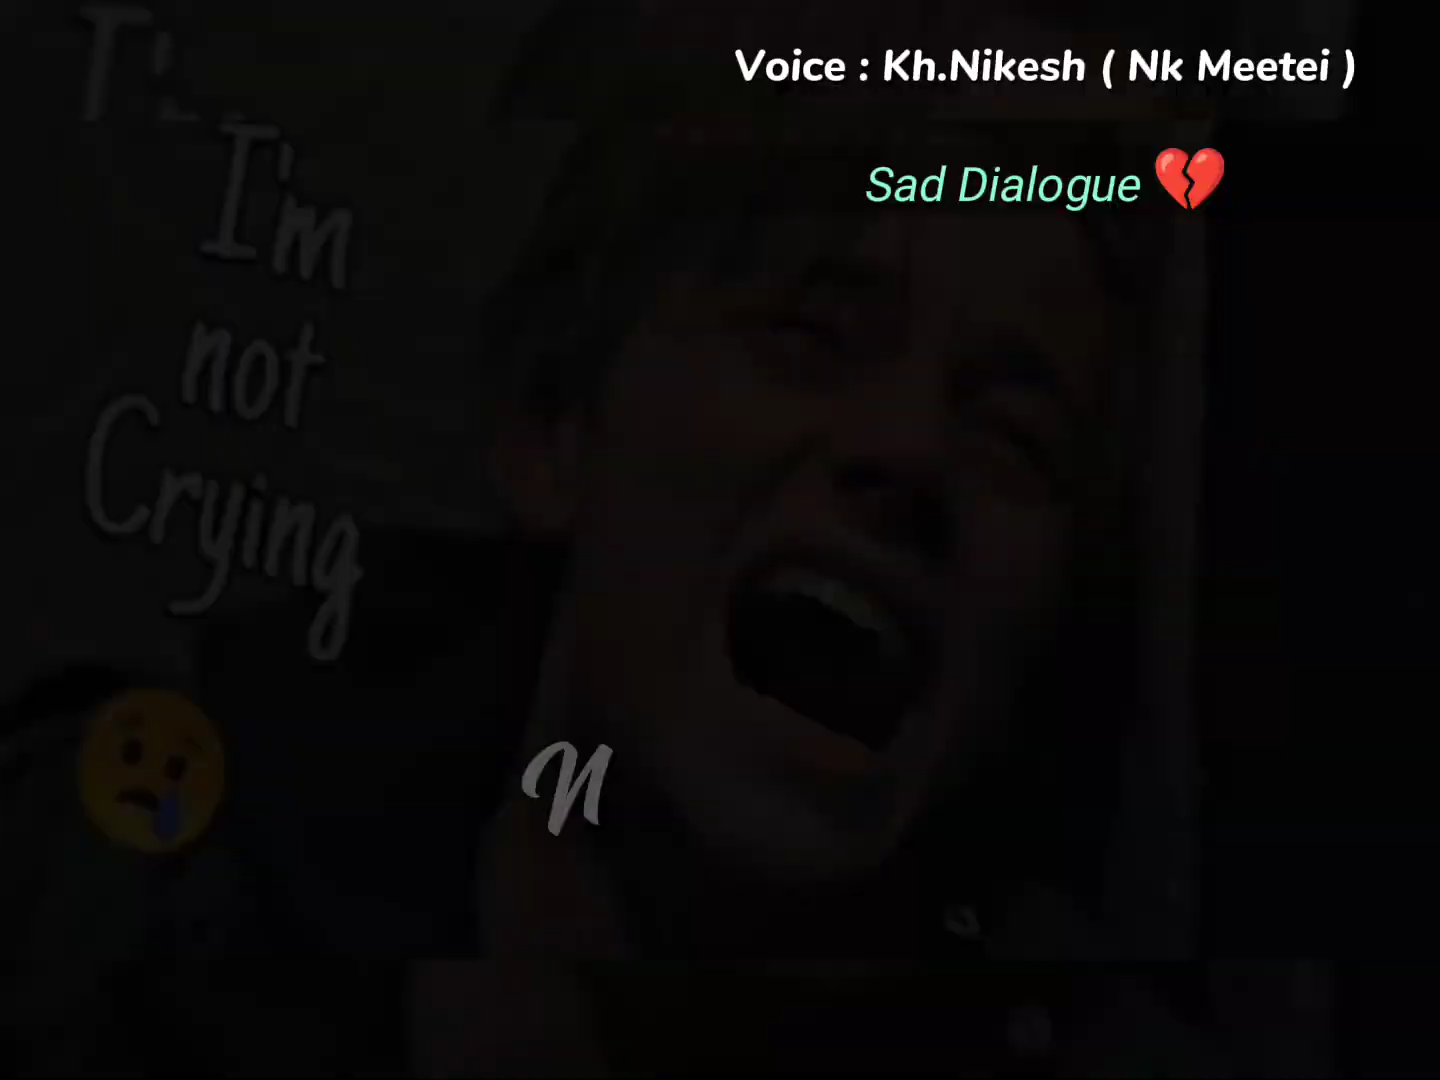 Voice : Kh.Nikesh ( Nk Meetei )
Sad Dialogue 💔
I'm
not
Crying
N